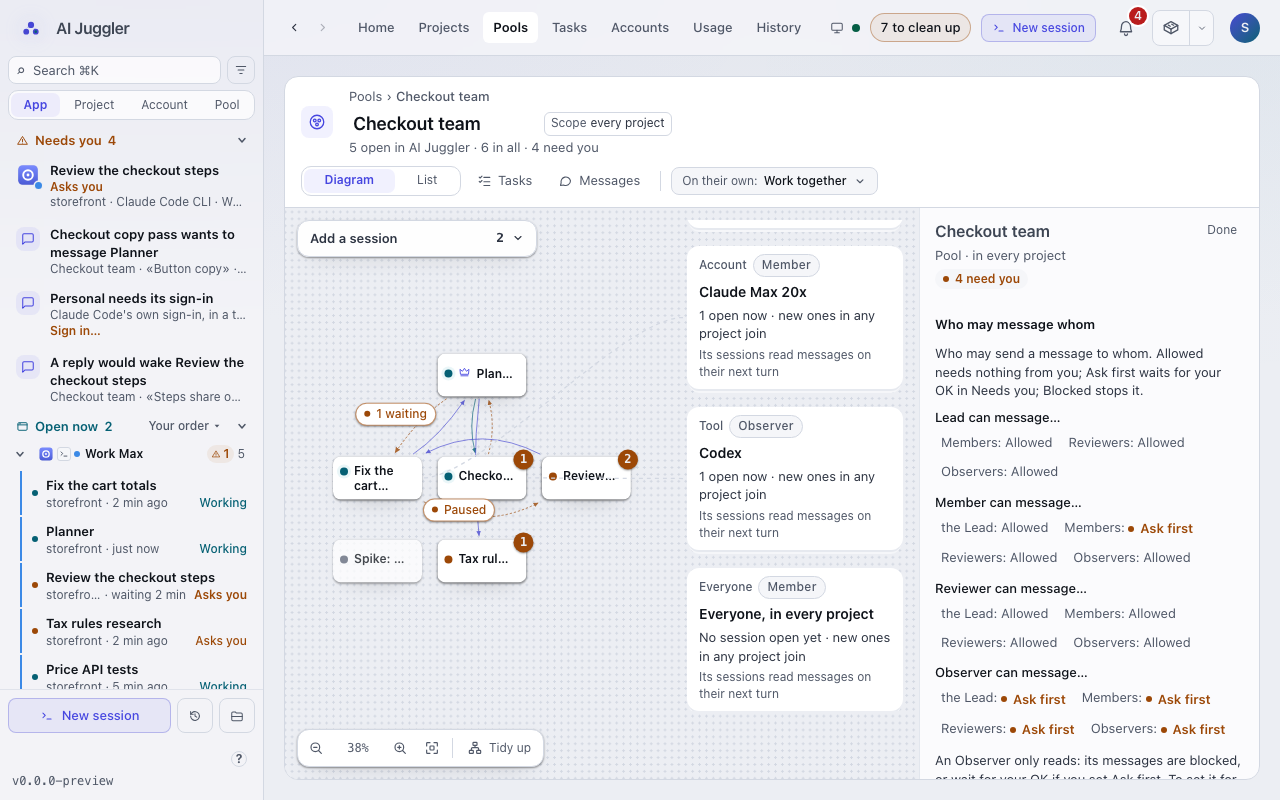 AI Juggler
Search ⌘K
App Project Account Pool
Needs you 4
Review the checkout steps
Asks you
storefront · Claude Code CLI · W...
Checkout copy pass wants to
message Planner
Checkout team · «Button copy» ·...
Personal needs its sign-in
Claude Code's own sign-in, in a t...
Sign in...
A reply would wake Review the
checkout steps
Checkout team · «Steps share o...
Open now 2 Your order
Work Max 1 5
Fix the cart totals
storefront · 2 min ago Working
Planner
storefront · just now Working
Review the checkout steps
storefro... · waiting 2 min Asks you
Tax rules research
storefront · 2 min ago Asks you
Price API tests
storefront · 5 min ago Working
New session
?
v0.0.0-preview
Home Projects Pools Tasks Accounts Usage History
7 to clean up
New session
4
S
Pools › Checkout team
Checkout team
Scope every project
5 open in AI Juggler · 6 in all · 4 need you
Diagram List Tasks Messages On their own: Work together
Add a session 2
Plan...
1 waiting
Fix the
cart...
Checko... 1
Review... 2
Paused
Spike: ...
Tax rul... 1
38% Tidy up
Account Member
Claude Max 20x
1 open now · new ones in any
project join
Its sessions read messages on
their next turn
Tool Observer
Codex
1 open now · new ones in any
project join
Its sessions read messages on
their next turn
Everyone Member
Everyone, in every project
No session open yet · new ones
in any project join
Its sessions read messages on
their next turn
Checkout team Done
Pool · in every project
4 need you
Who may message whom
Who may send a message to whom. Allowed
needs nothing from you; Ask first waits for your
OK in Needs you; Blocked stops it.
Lead can message...
Members: Allowed Reviewers: Allowed
Observers: Allowed
Member can message...
the Lead: Allowed Members: Ask first
Reviewers: Allowed Observers: Allowed
Reviewer can message...
the Lead: Allowed Members: Allowed
Reviewers: Allowed Observers: Allowed
Observer can message...
the Lead: Ask first Members: Ask first
Reviewers: Ask first Observers: Ask first
An Observer only reads: its messages are blocked,
or wait for your OK if you set Ask first. To set it for